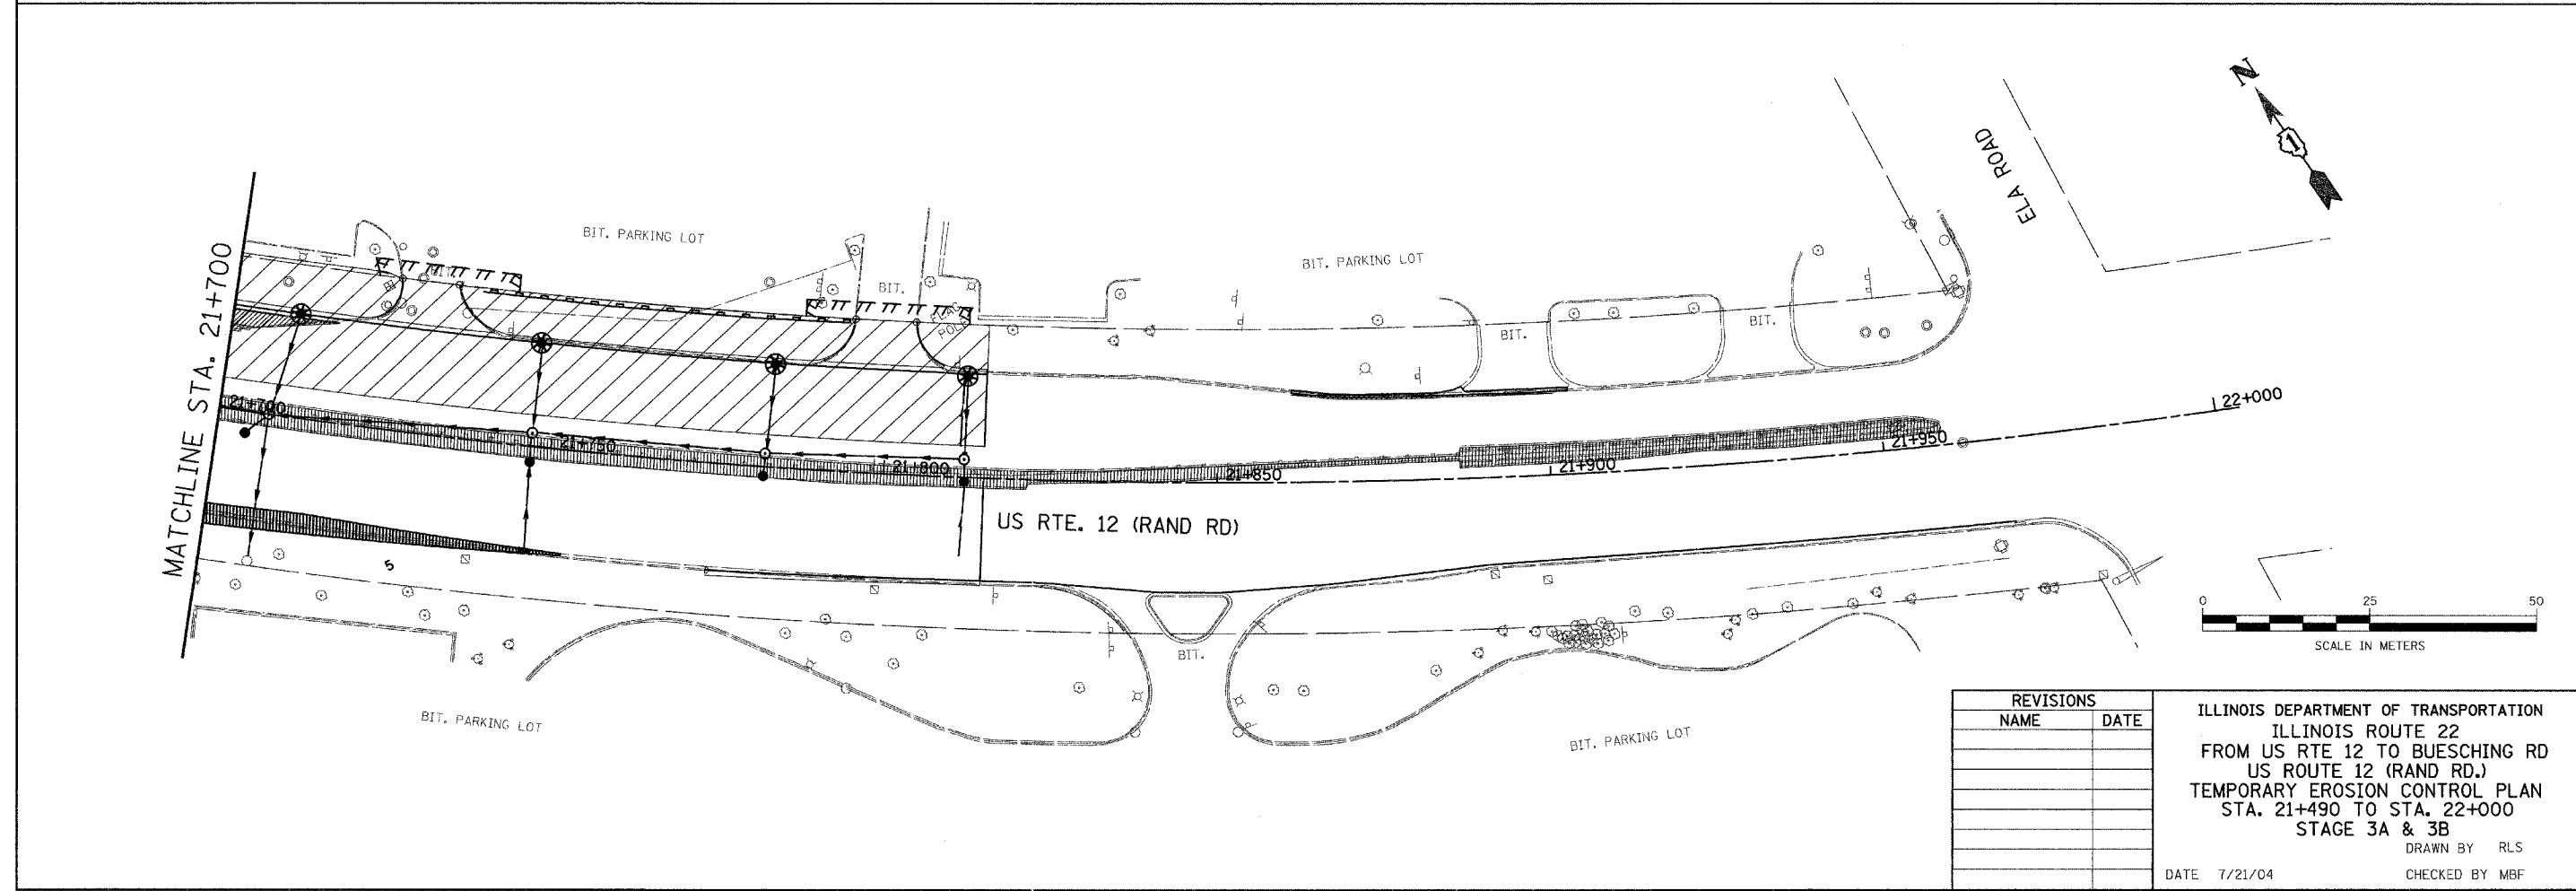 N
1
ELA ROAD
MATCHLINE STA. 21+700
BIT. PARKING LOT
BIT. PARKING LOT
BIT.
BIT.
FLAG
POLE
BIT.
BIT.
21+700
21+750
21+800
21+850
21+900
21+950
22+000
US RTE. 12 (RAND RD)
5
BIT.
BIT. PARKING LOT
BIT. PARKING LOT
0 25 50
SCALE IN METERS
REVISIONS
NAME DATE
ILLINOIS DEPARTMENT OF TRANSPORTATION
ILLINOIS ROUTE 22
FROM US RTE 12 TO BUESCHING RD
US ROUTE 12 (RAND RD.)
TEMPORARY EROSION CONTROL PLAN
STA. 21+490 TO STA. 22+000
STAGE 3A & 3B
DRAWN BY RLS
DATE 7/21/04
CHECKED BY MBF